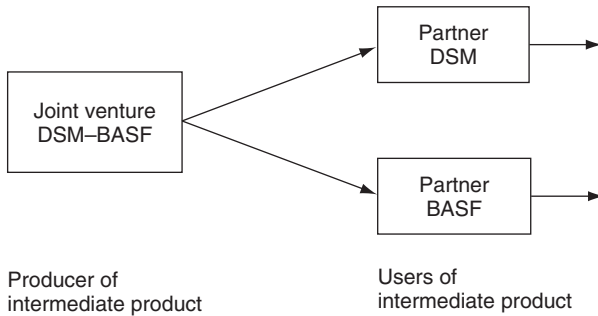 Joint venture
DSM–BASF
Partner
DSM
Partner
BASF
Producer of
intermediate product
Users of
intermediate product